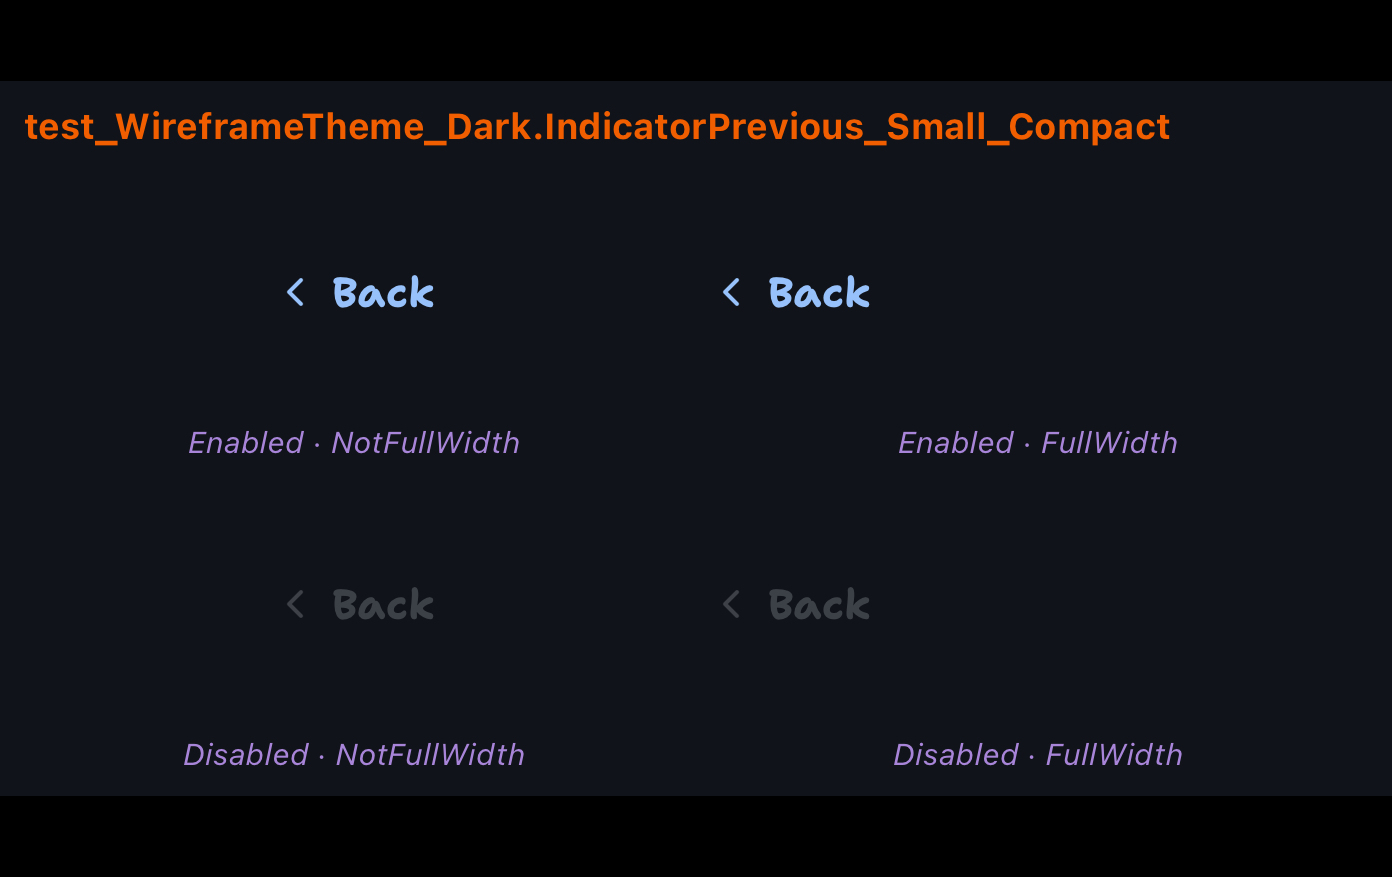 test_WireframeTheme_Dark.IndicatorPrevious_Small_Compact
Back
Back
Enabled · NotFullWidth
Enabled · FullWidth
Back
Back
Disabled · NotFullWidth
Disabled · FullWidth